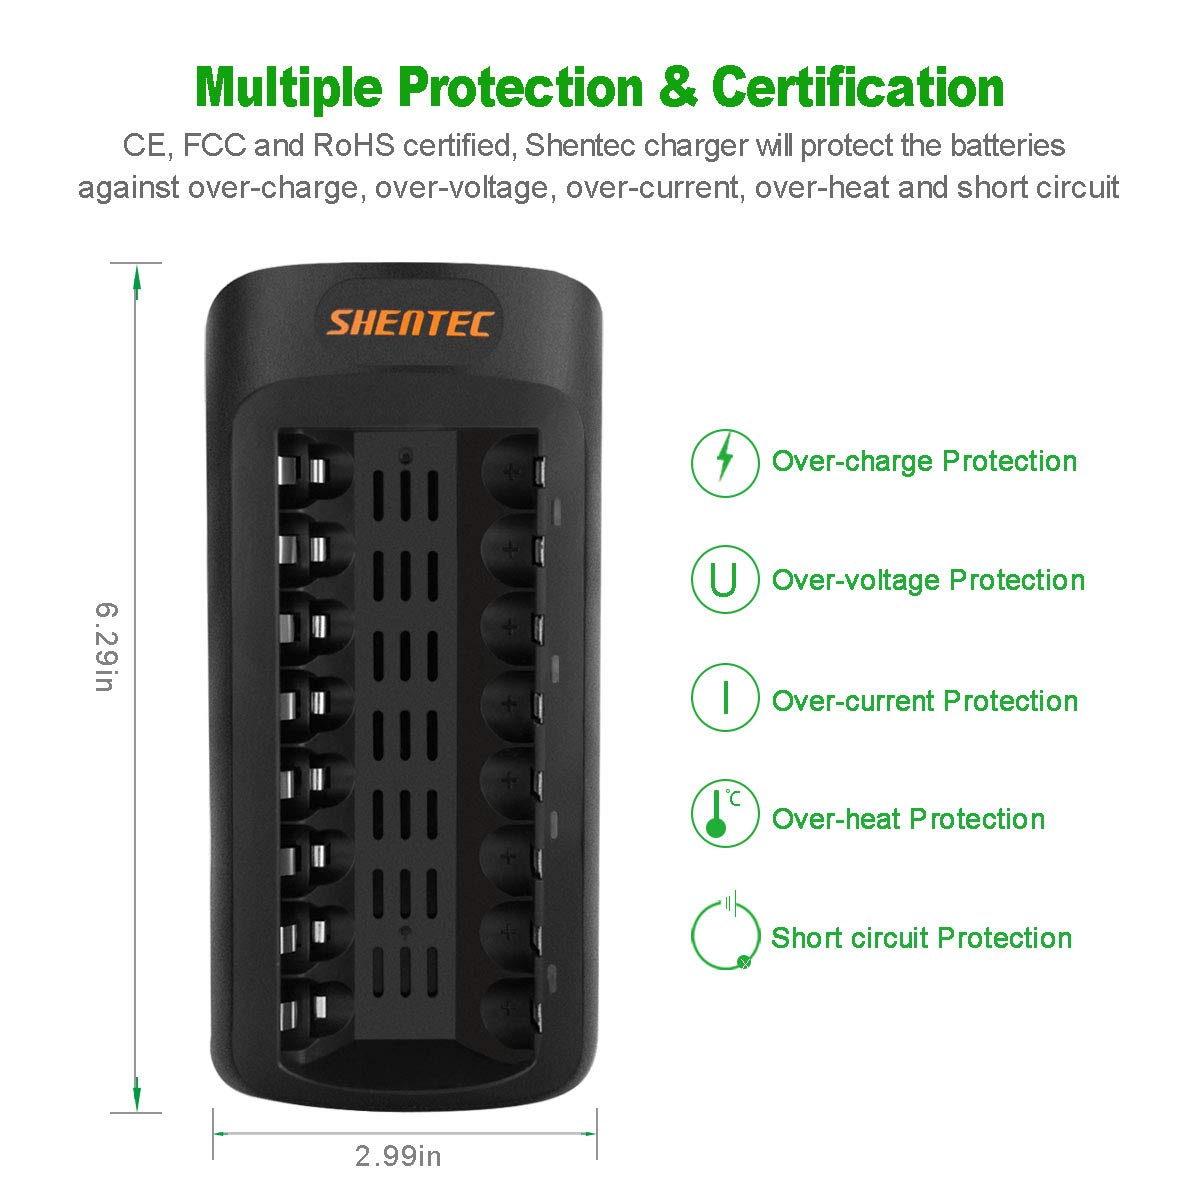 Multiple Protection & Certification
CE, FCC and RoHS certified, Shentec charger will protect the batteries
against over-charge, over-voltage, over-current, over-heat and short circuit
SHENTEC
+
+
+
+
+
+
+
+
6.29in
2.99in
Over-charge Protection
U
Over-voltage Protection
I
Over-current Protection
°C
Over-heat Protection
Short circuit Protection